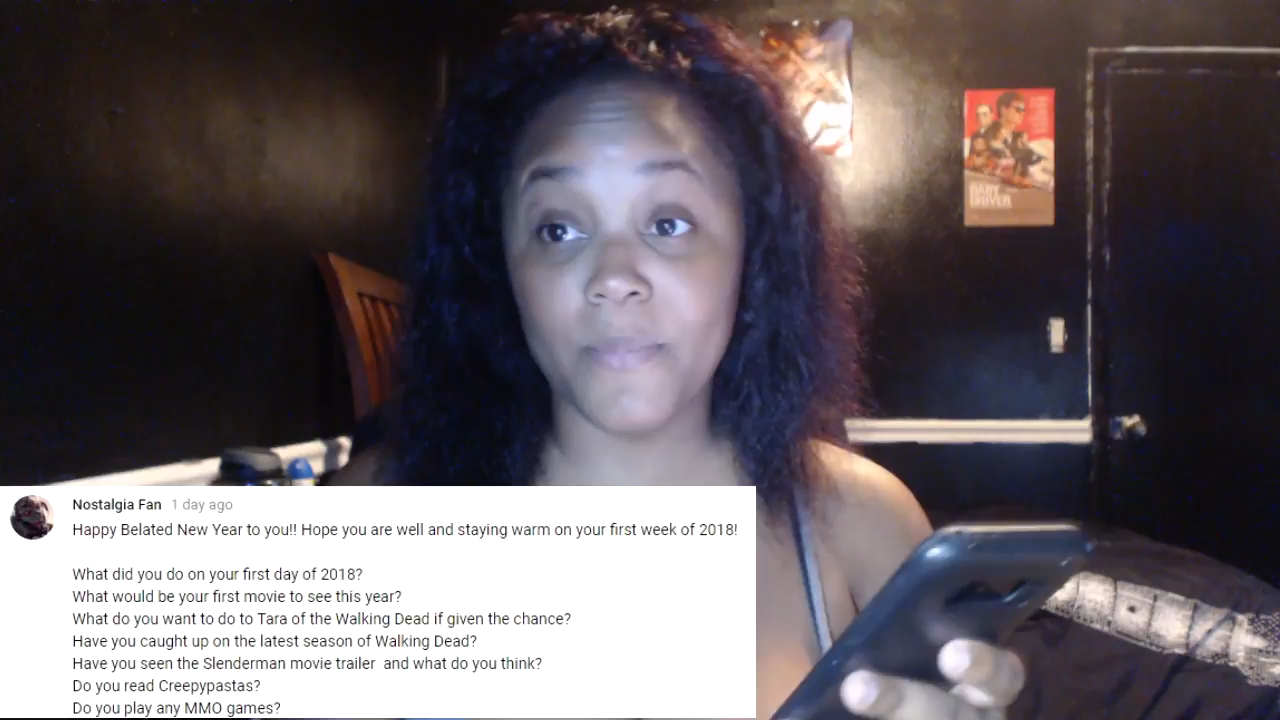 BABY
DRIVER
Nostalgia Fan 1 day ago
Happy Belated New Year to you!! Hope you are well and staying warm on your first week of 2018!
What did you do on your first day of 2018?
What would be your first movie to see this year?
What do you want to do to Tara of the Walking Dead if given the chance?
Have you caught up on the latest season of Walking Dead?
Have you seen the Slenderman movie trailer and what do you think?
Do you read Creepypastas?
Do you play any MMO games?